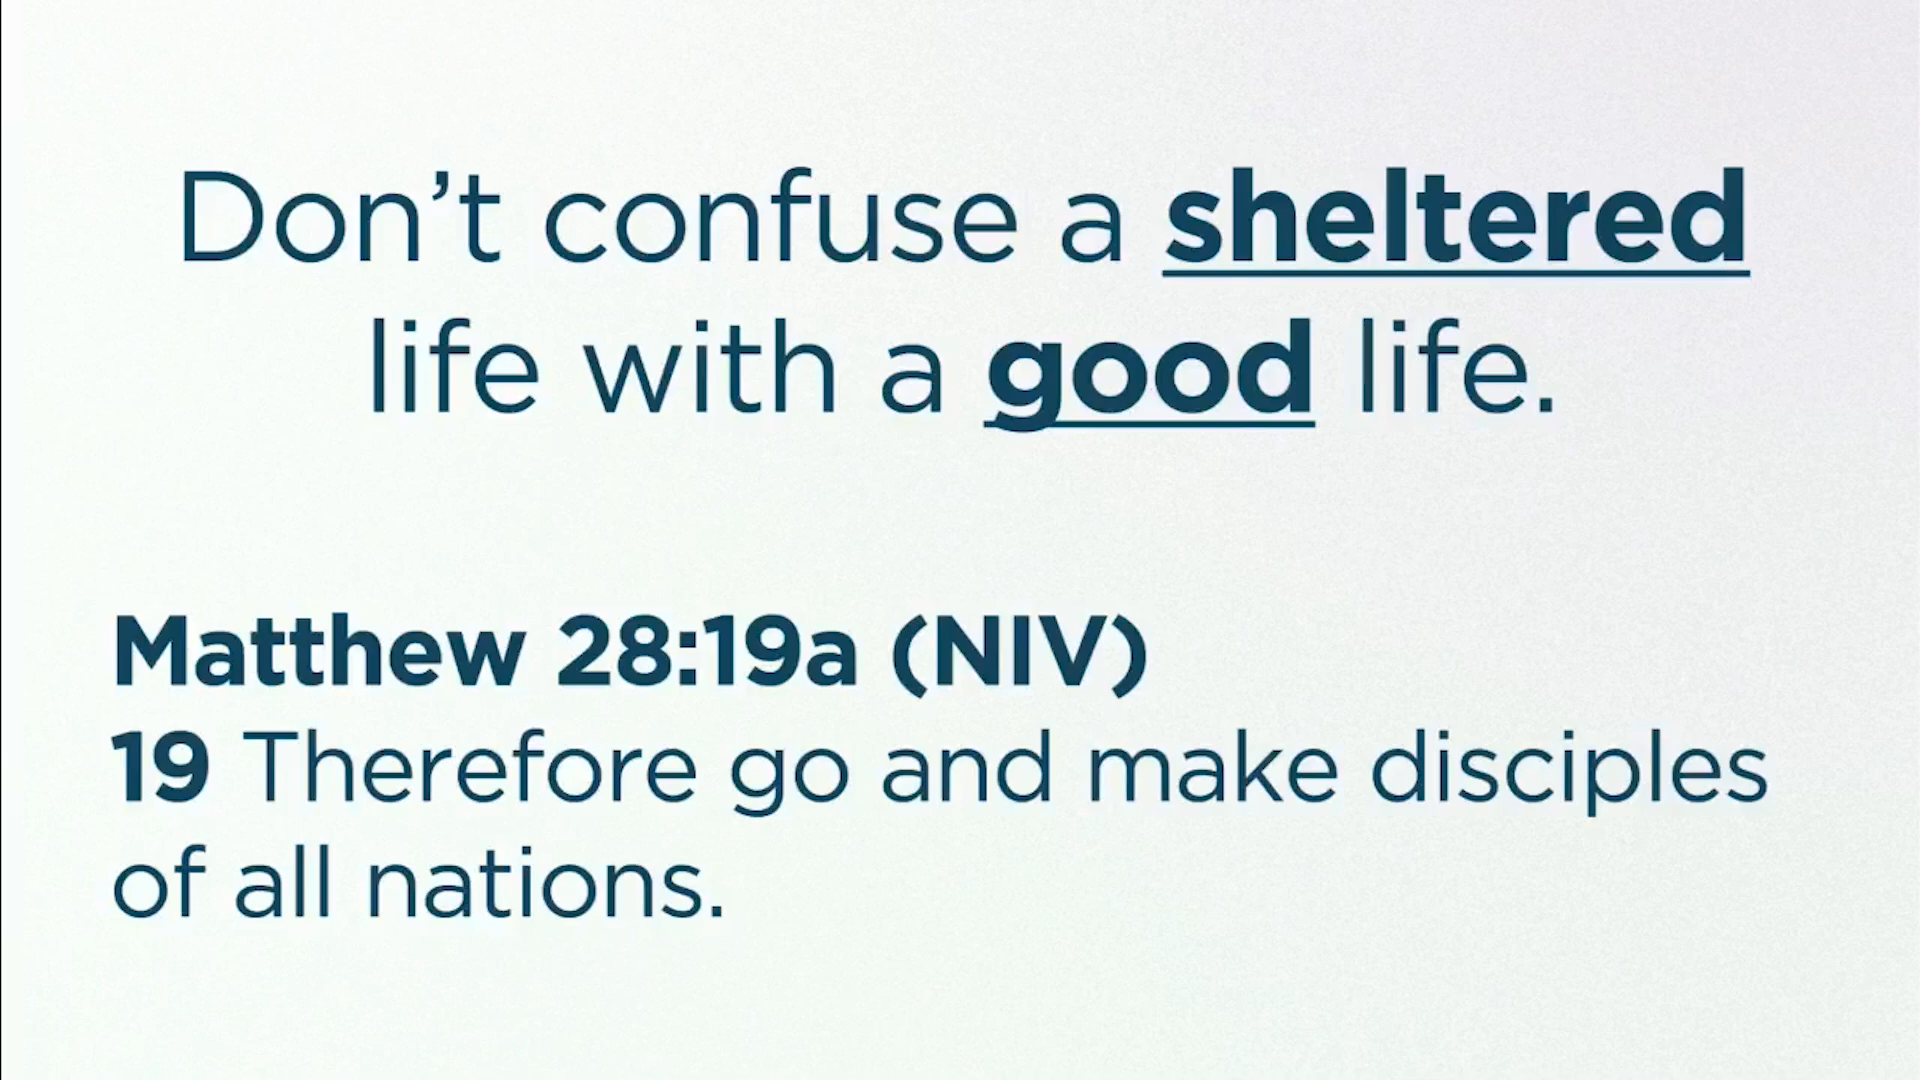 Don’t confuse a sheltered
life with a good life.
Matthew 28:19a (NIV)
19 Therefore go and make disciples
of all nations.